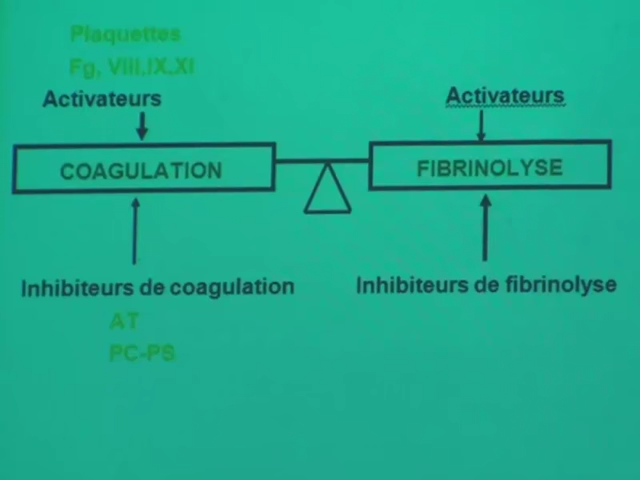 Plaquettes
Fg, VIII,IX,XI
Activateurs
Activateurs
COAGULATION
FIBRINOLYSE
Inhibiteurs de coagulation
Inhibiteurs de fibrinolyse
AT
PC-PS